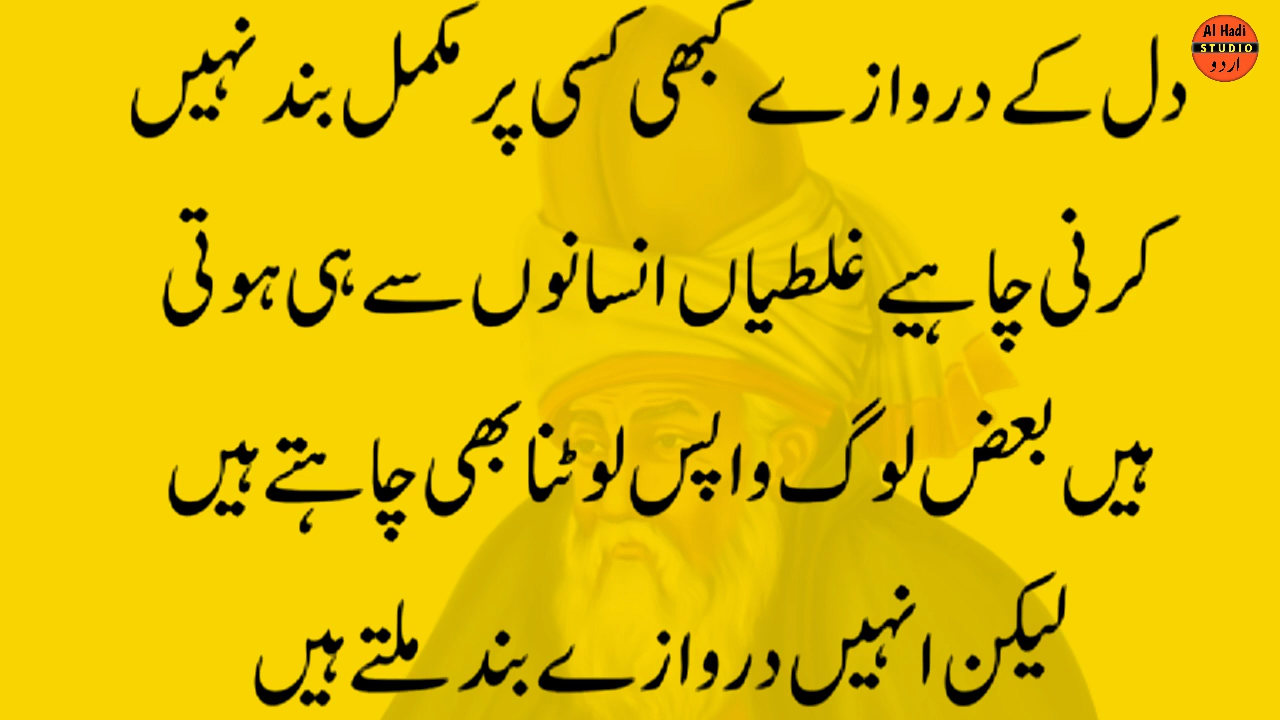 Al Hadi
STUDIO
اردو
دل کے دروازے کبھی کسی پر مکمل بند نہیں
کرنی چاہیے غلطیاں انسانوں سے ہی ہوتی
ہیں بعض لوگ واپس لوٹنا بھی چاہتے ہیں
لیکن انہیں دروازے بند ملتے ہیں